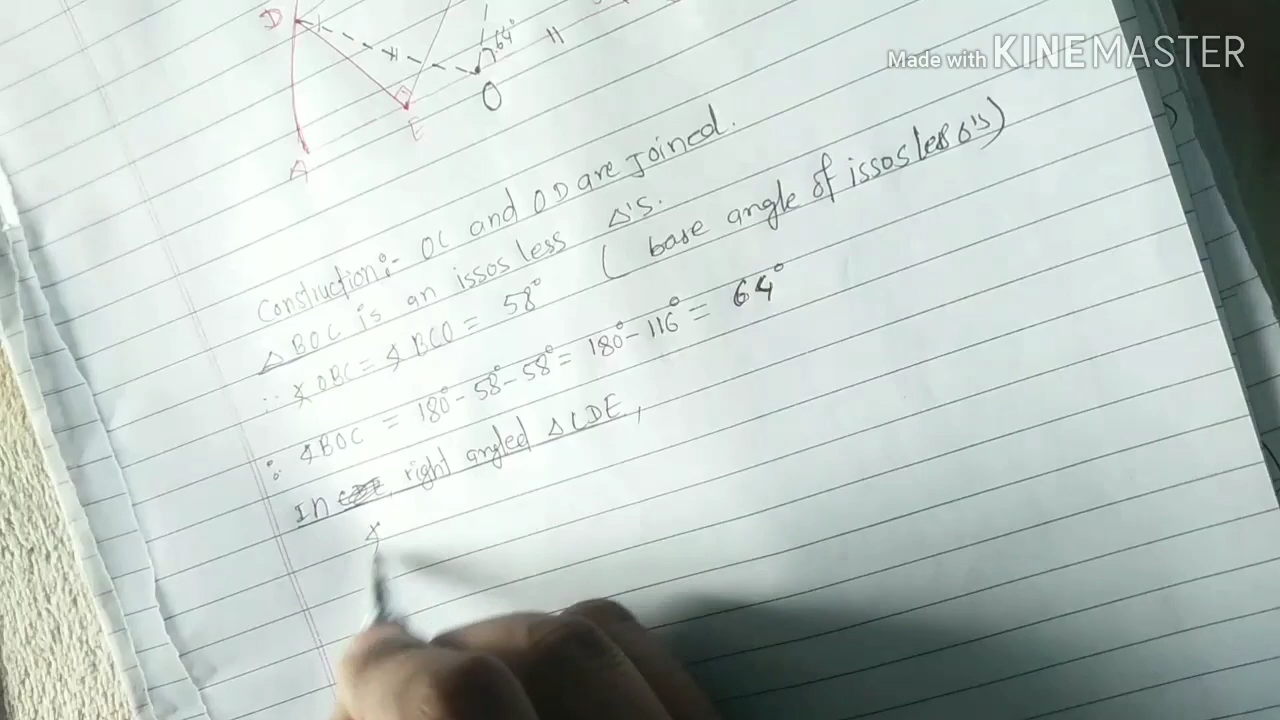 Made with KINEMASTER
D
64°
O
E
A
Construction:- OC and OD are joined.
△ BOC is an issosless △'s.
∴ ∡ OBC = ∡ BCO = 58° ( base angle of issosles △'s)
∴ ∡BOC = 180° - 58° - 58° = 180° - 116° = 64°
In , right angled △CDE,
∡